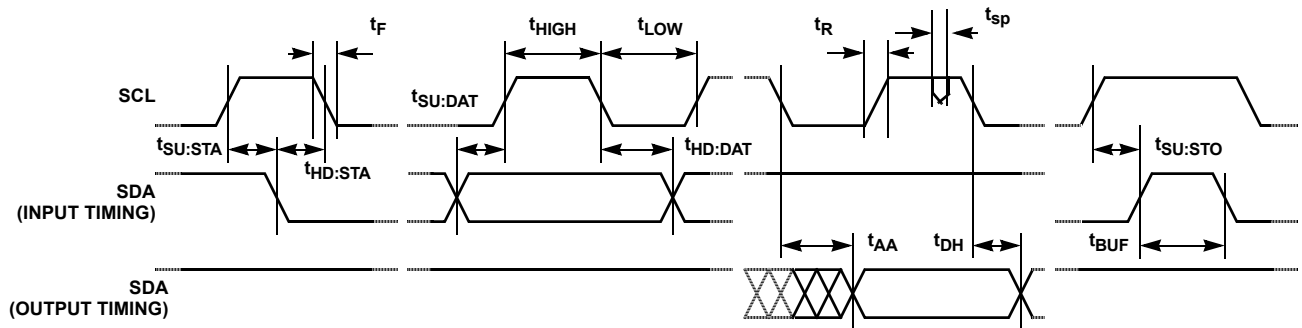 tF
tHIGH
tLOW
tR
tsp
SCL
tSU:DAT
tSU:STA
tHD:STA
tHD:DAT
tSU:STO
SDA
(INPUT TIMING)
tAA
tDH
tBUF
SDA
(OUTPUT TIMING)